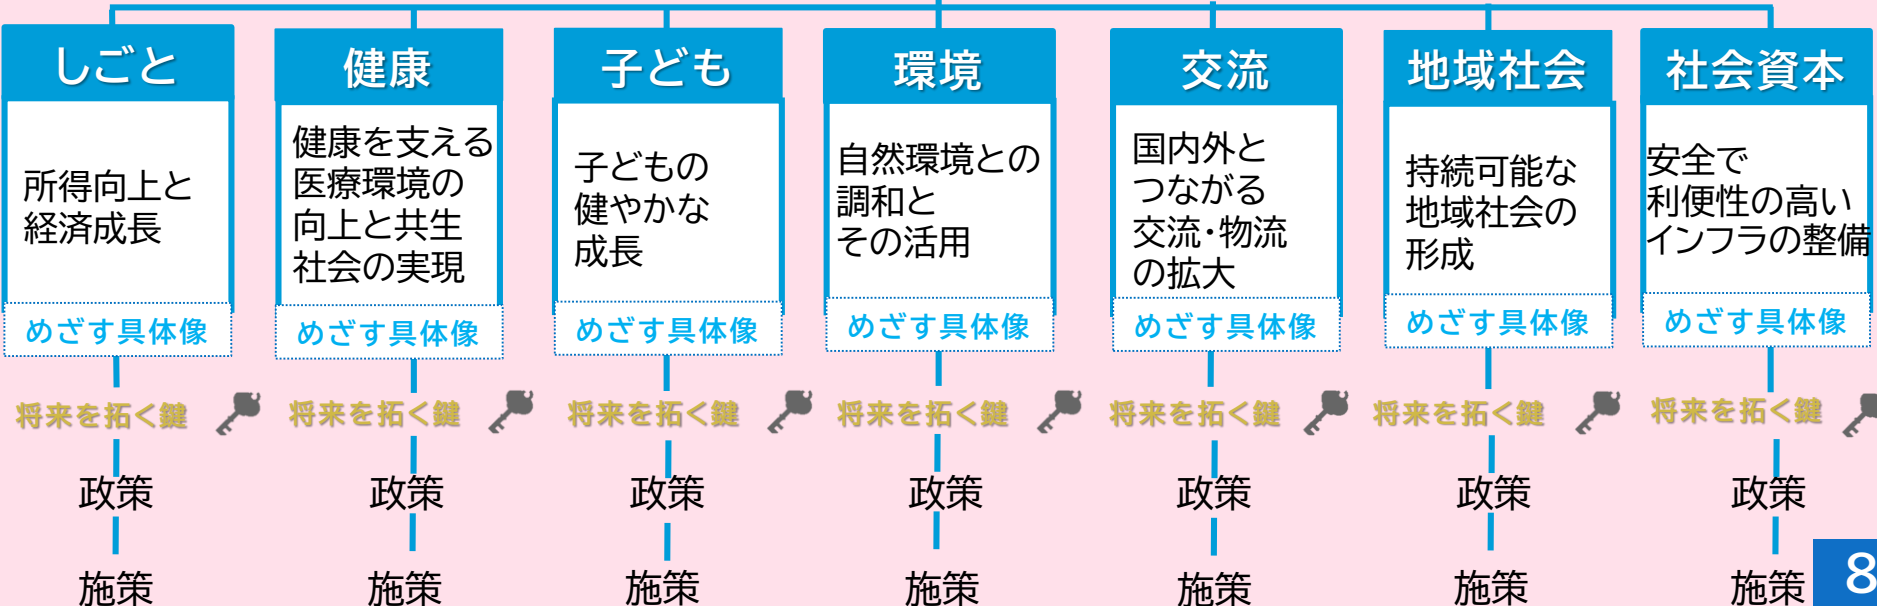 しごと
所得向上と
経済成長
めざす具体像
将来を拓く鍵
政策
施策
健康
健康を支える
医療環境の
向上と共生
社会の実現
めざす具体像
将来を拓く鍵
政策
施策
子ども
子どもの
健やかな
成長
めざす具体像
将来を拓く鍵
政策
施策
環境
自然環境との
調和と
その活用
めざす具体像
将来を拓く鍵
政策
施策
交流
国内外と
つながる
交流・物流
の拡大
めざす具体像
将来を拓く鍵
政策
施策
地域社会
持続可能な
地域社会の
形成
めざす具体像
将来を拓く鍵
政策
施策
社会資本
安全で
利便性の高い
インフラの整備
めざす具体像
将来を拓く鍵
政策
施策
8